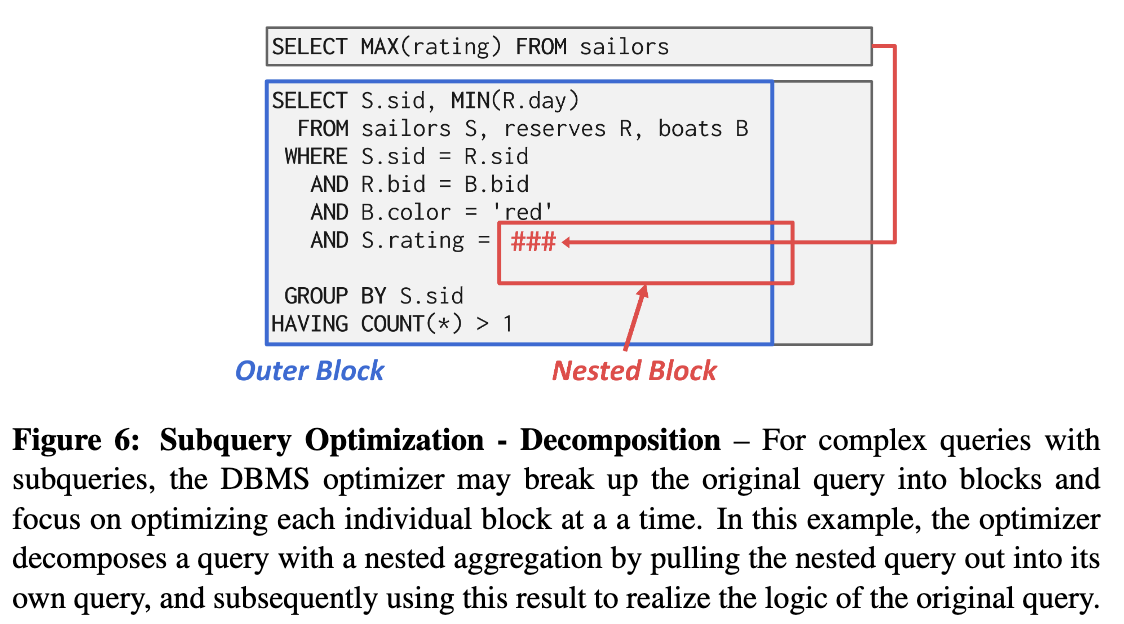 SELECT MAX(rating) FROM sailors
SELECT S.sid, MIN(R.day)
FROM sailors S, reserves R, boats B
WHERE S.sid = R.sid
AND R.bid = B.bid
AND B.color = 'red'
AND S.rating = ###
GROUP BY S.sid
HAVING COUNT(*) > 1
Outer Block
Nested Block
Figure 6: Subquery Optimization - Decomposition – For complex queries with
subqueries, the DBMS optimizer may break up the original query into blocks and
focus on optimizing each individual block at a a time. In this example, the optimizer
decomposes a query with a nested aggregation by pulling the nested query out into its
own query, and subsequently using this result to realize the logic of the original query.